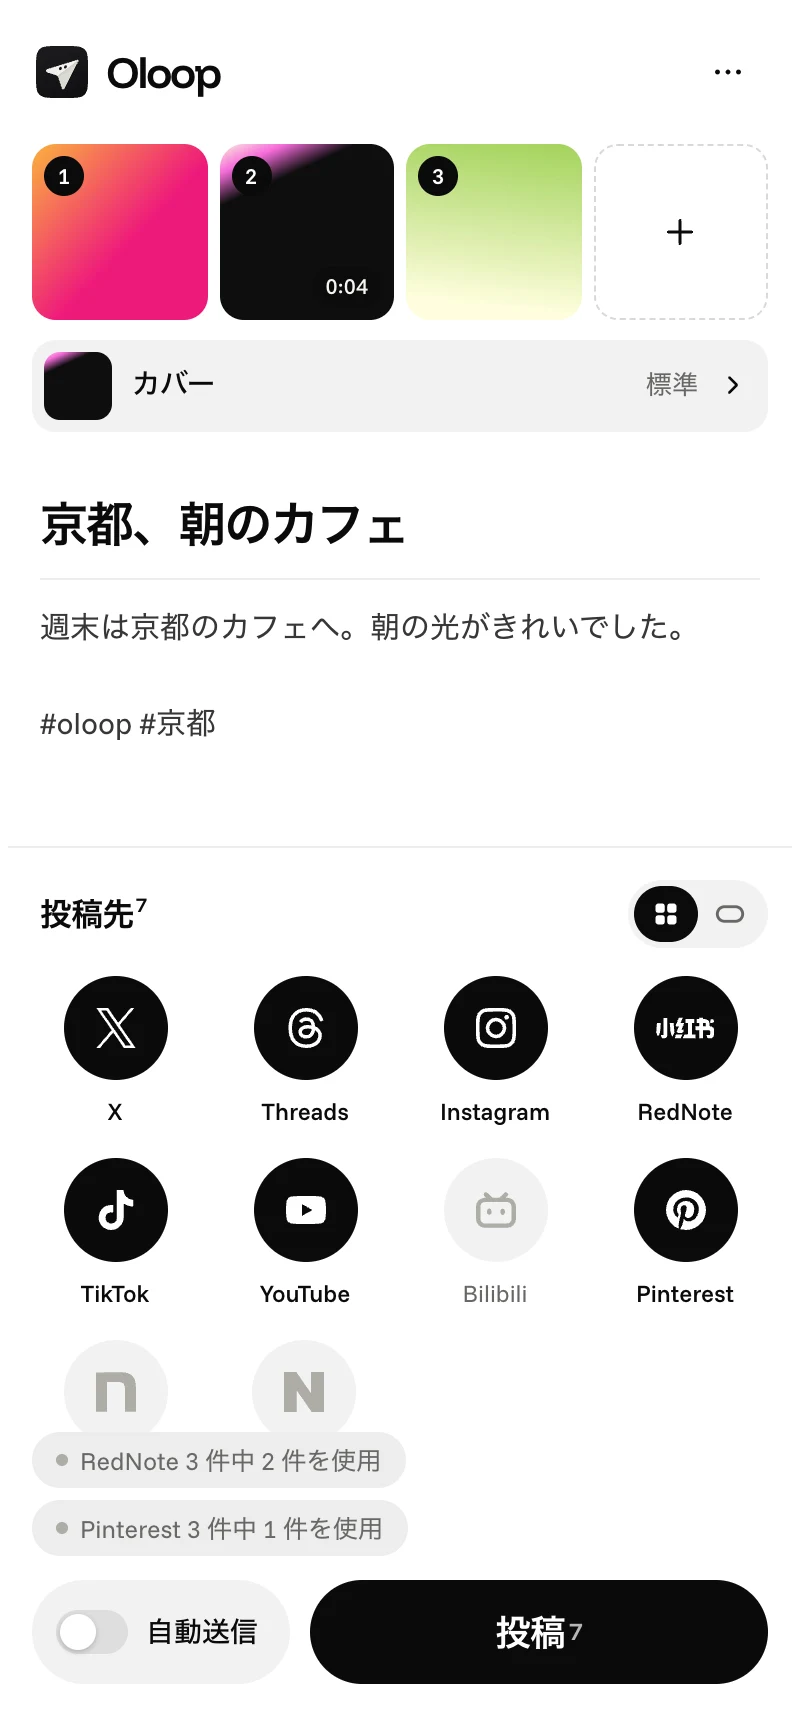 Oloop
1
2
3
0:04
カバー
標準
京都、朝のカフェ
週末は京都のカフェへ。朝の光がきれいでした。
#oloop #京都
投稿先7
小红书
X
Threads
Instagram
RedNote
TikTok
YouTube
Bilibili
Pinterest
RedNote 3 件中 2 件を使用
Pinterest 3 件中 1 件を使用
自動送信
投稿7